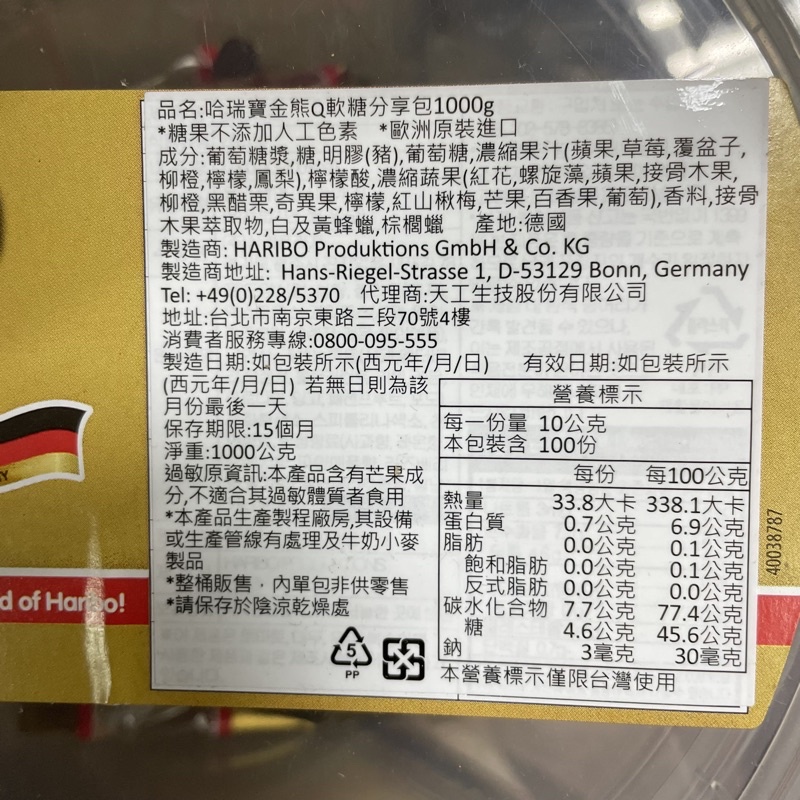 品名:哈瑞寶金熊Q軟糖分享包1000g
*糖果不添加人工色素 *歐洲原裝進口
成分:葡萄糖漿,糖,明膠(豬),葡萄糖,濃縮果汁(蘋果,草莓,覆盆子,
柳橙,檸檬,鳳梨),檸檬酸,濃縮蔬果(紅花,螺旋藻,蘋果,接骨木果,
柳橙,黑醋栗,奇異果,檸檬,紅山楸梅,芒果,百香果,葡萄),香料,接骨
木果萃取物,白及黃蜂蠟,棕櫚蠟 產地:德國
製造商: HARIBO Produktions GmbH & Co. KG
製造商地址: Hans-Riegel-Strasse 1, D-53129 Bonn, Germany
Tel: +49(0)228/5370 代理商:天工生技股份有限公司
地址:台北市南京東路三段70號4樓
消費者服務專線:0800-095-555
製造日期:如包裝所示(西元年/月/日) 有效日期:如包裝所示
(西元年/月/日) 若無日則為該
月份最後一天
保存期限:15個月
淨重:1000公克
過敏原資訊:本產品含有芒果成
分,不適合其過敏體質者食用
*本產品生產製程廠房,其設備
或生產管線有處理及牛奶小麥
製品
*整桶販售，內單包非供零售
*請保存於陰涼乾燥處
營養標示
每一份量 10公克
本包裝含 100份
每份 每100公克
熱量 33.8大卡 338.1大卡
蛋白質 0.7公克 6.9公克
脂肪 0.0公克 0.1公克
飽和脂肪 0.0公克 0.1公克
反式脂肪 0.0公克 0.0公克
碳水化合物 7.7公克 77.4公克
糖 4.6公克 45.6公克
鈉 3毫克 30毫克
本營養標示僅限台灣使用
5
PP
40038787
d of Haribo!